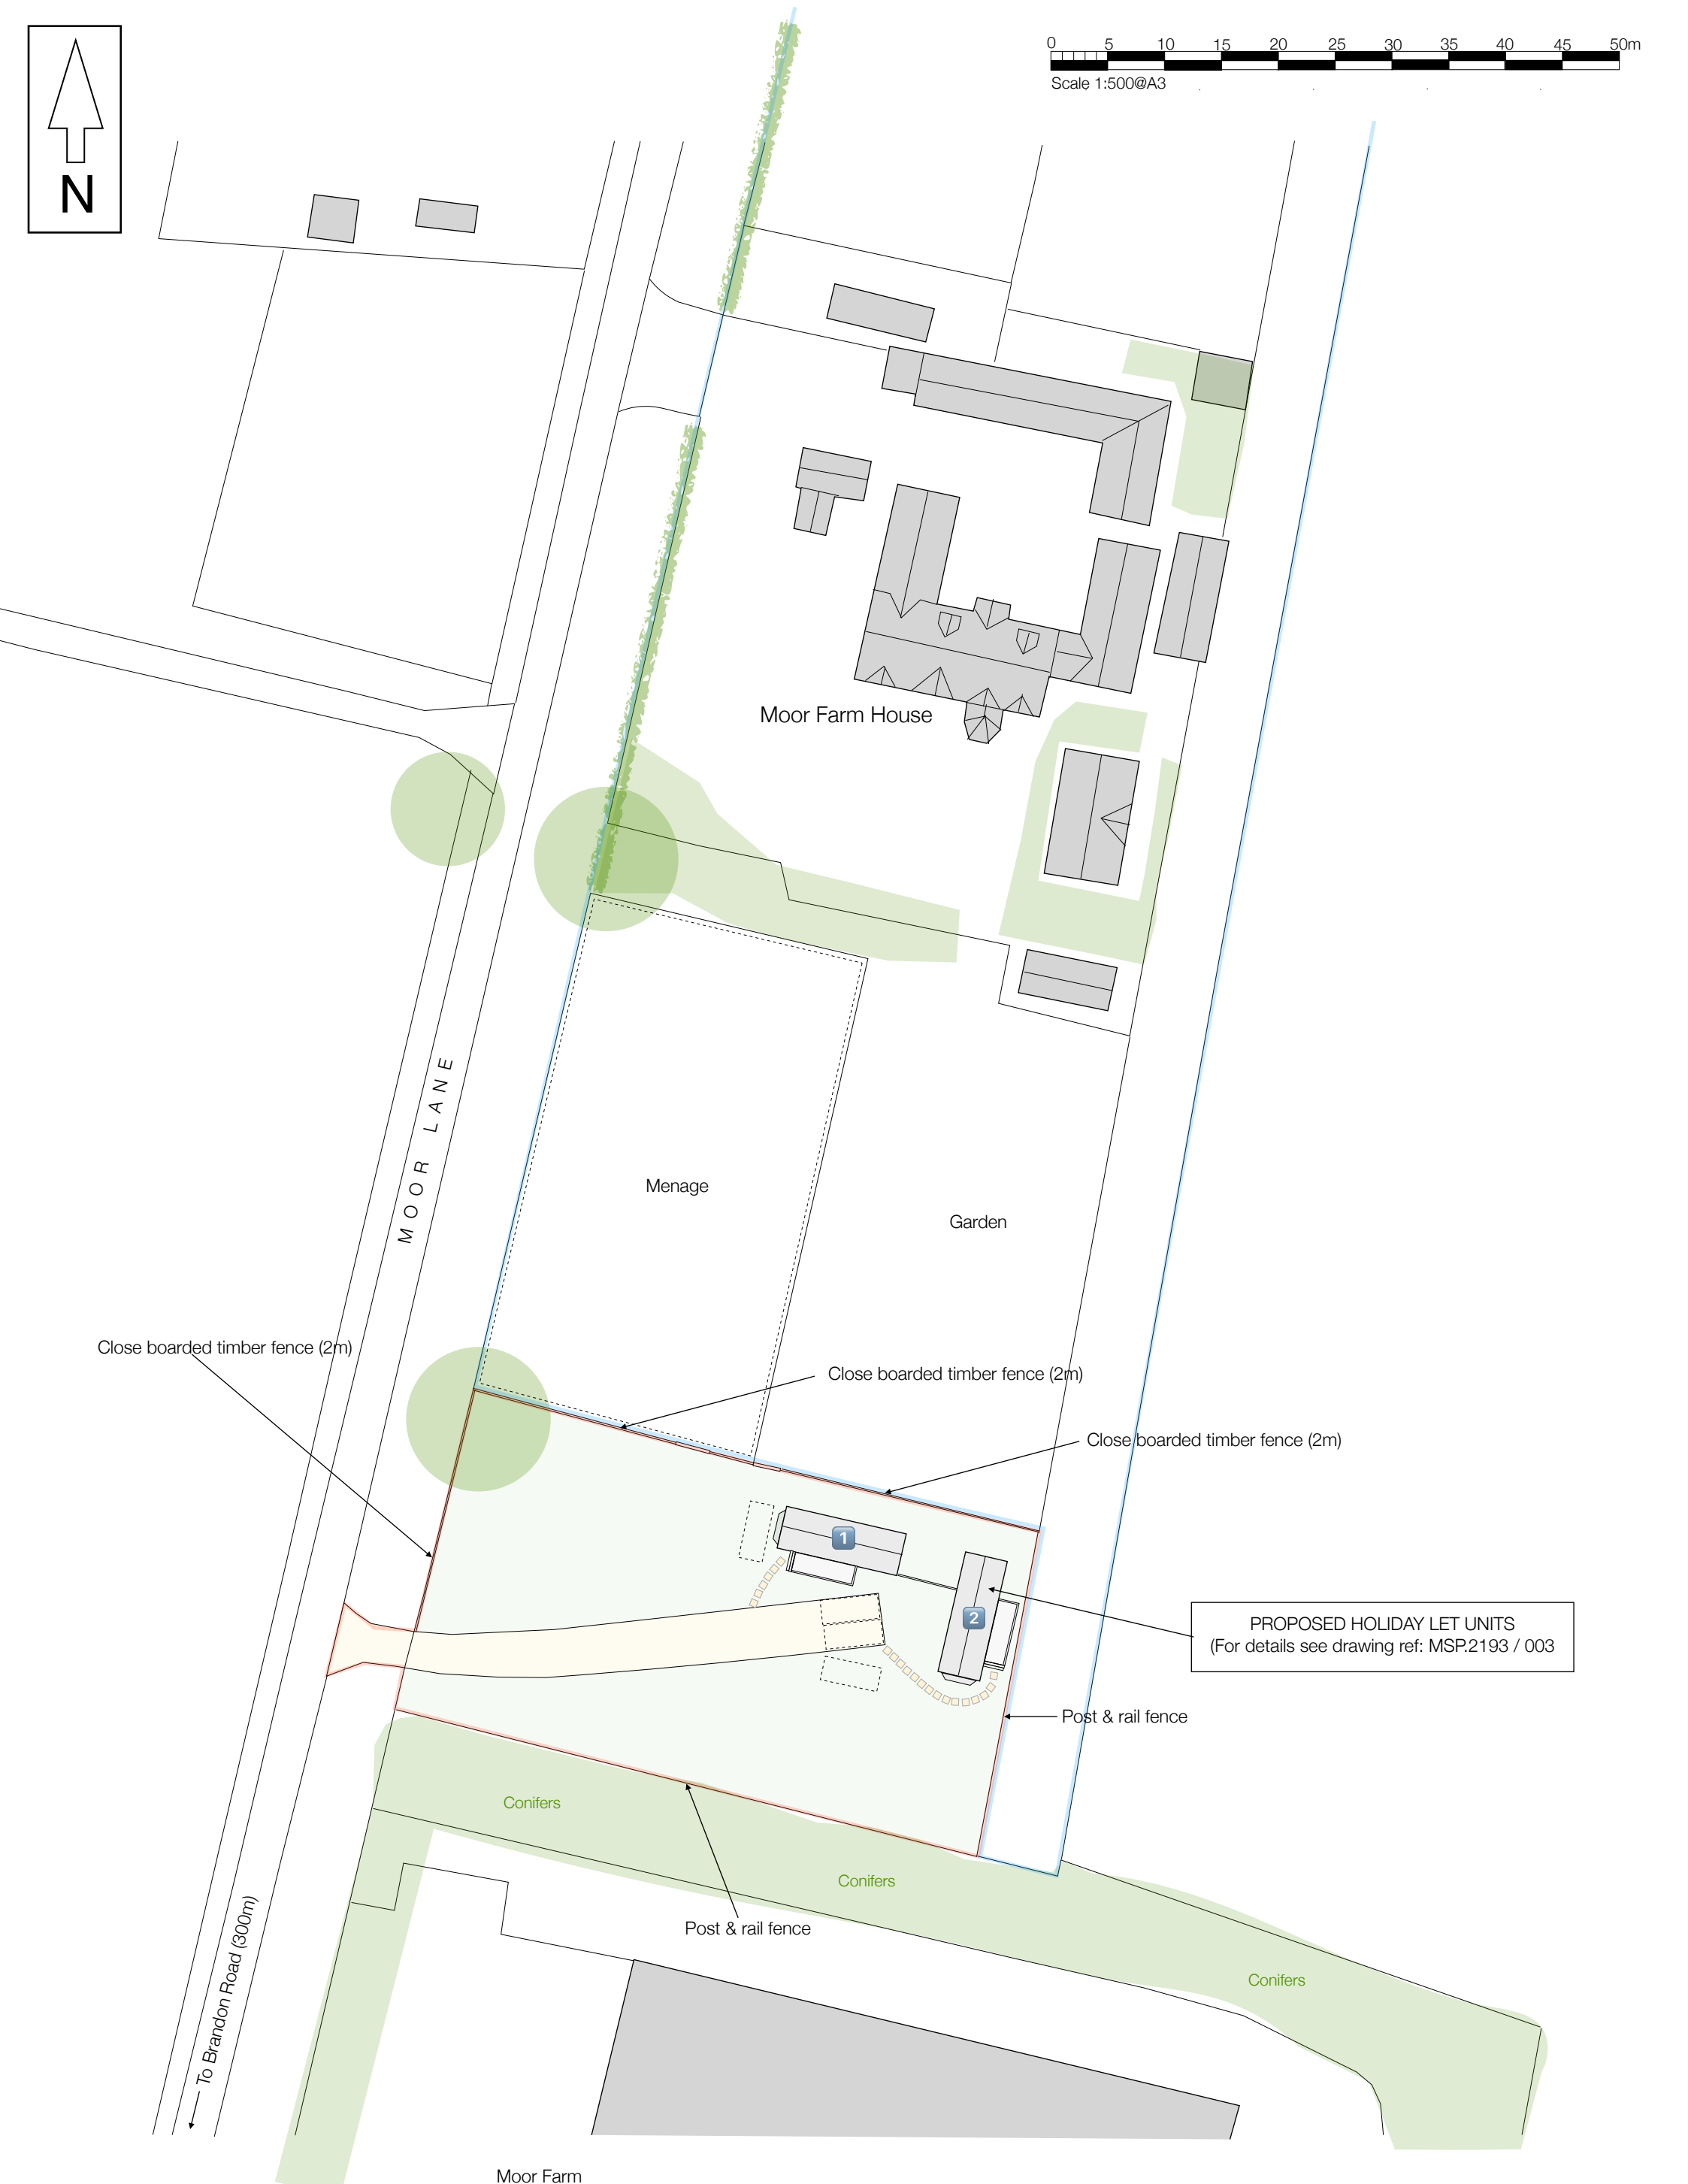 N
0 5 10 15 20 25 30 35 40 45 50m
Scale 1:500@A3
Moor Farm House
MOOR LANE
Menage
Garden
Close boarded timber fence (2m)
Close boarded timber fence (2m)
Close boarded timber fence (2m)
1
2
PROPOSED HOLIDAY LET UNITS
(For details see drawing ref: MSP.2193 / 003
Post & rail fence
Conifers
Conifers
Post & rail fence
Conifers
To Brandon Road (300m)
Moor Farm